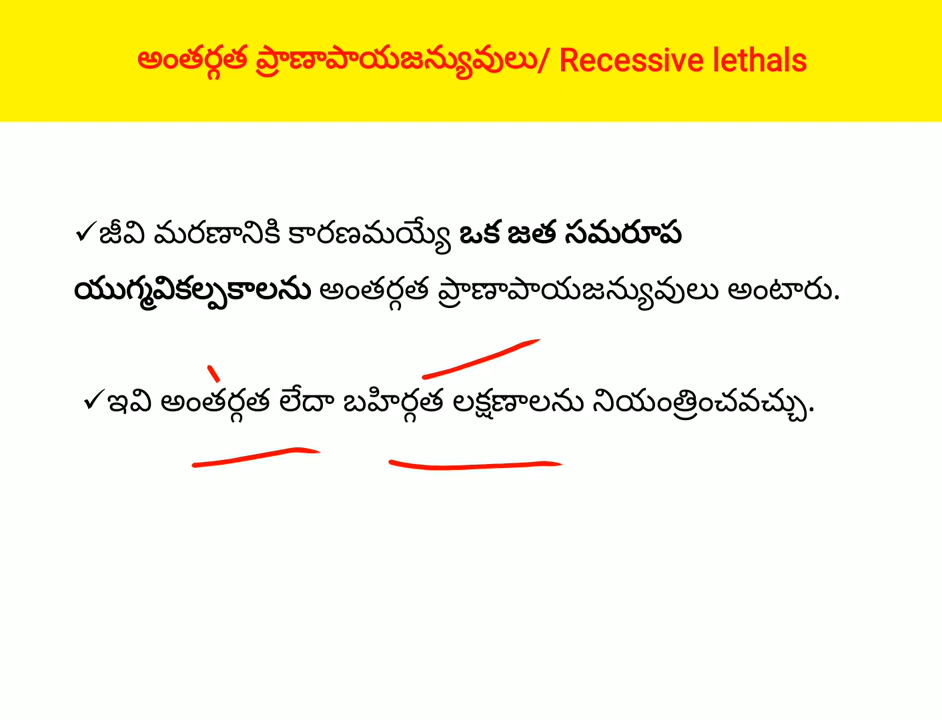 అంతర్గత ప్రాణాపాయజన్యువులు/ Recessive lethals
✓జీవి మరణానికి కారణమయ్యే ఒక జత సమరూప
యుగ్మవికల్పకాలను అంతర్గత ప్రాణాపాయజన్యువులు అంటారు.
✓ఇవి అంతర్గత లేదా బహిర్గత లక్షణాలను నియంత్రించవచ్చు.